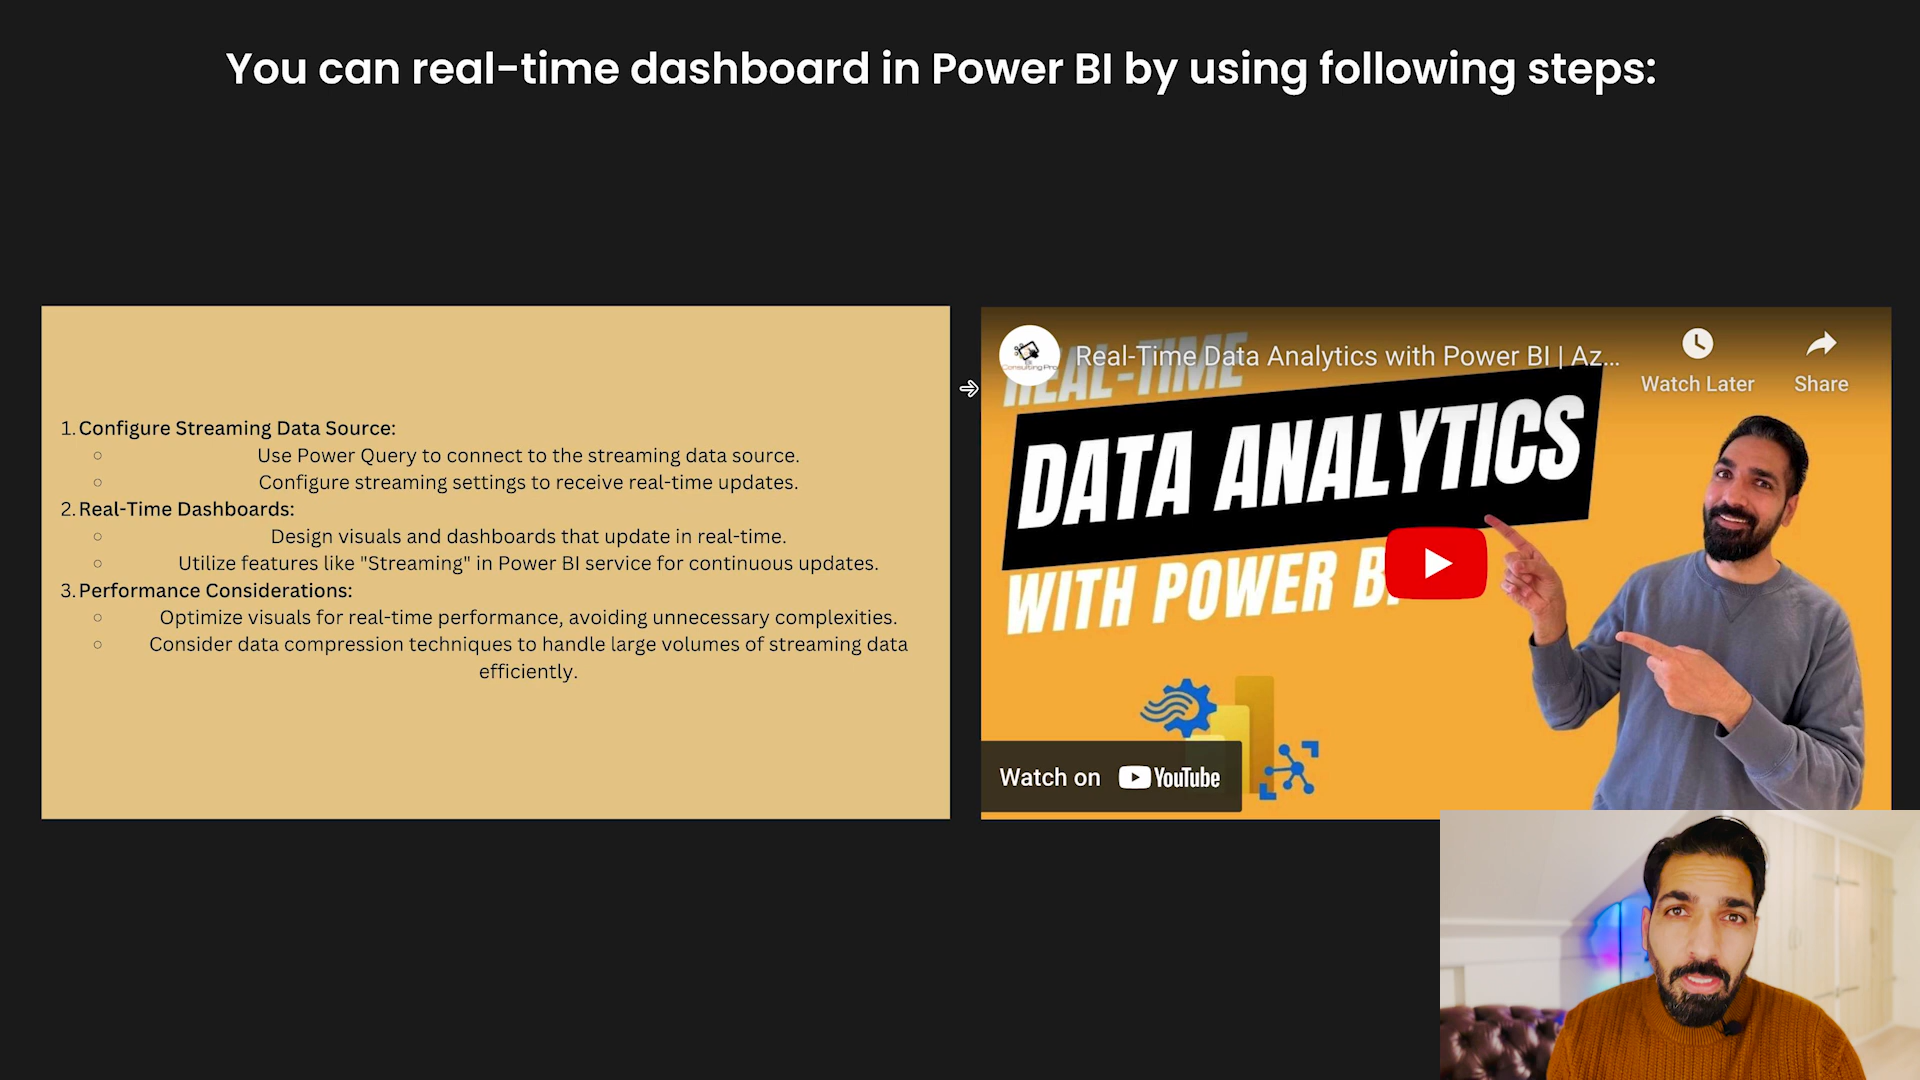 You can real-time dashboard in Power BI by using following steps:
1. Configure Streaming Data Source:
○ Use Power Query to connect to the streaming data source.
○ Configure streaming settings to receive real-time updates.
2. Real-Time Dashboards:
○ Design visuals and dashboards that update in real-time.
○ Utilize features like "Streaming" in Power BI service for continuous updates.
3. Performance Considerations:
○ Optimize visuals for real-time performance, avoiding unnecessary complexities.
○ Consider data compression techniques to handle large volumes of streaming data
efficiently.
Real-Time Data Analytics with Power BI | Az...
Watch Later
Share
REAL-TIME
DATA ANALYTICS
WITH POWER BI
Watch on YouTube
Consulting Pro